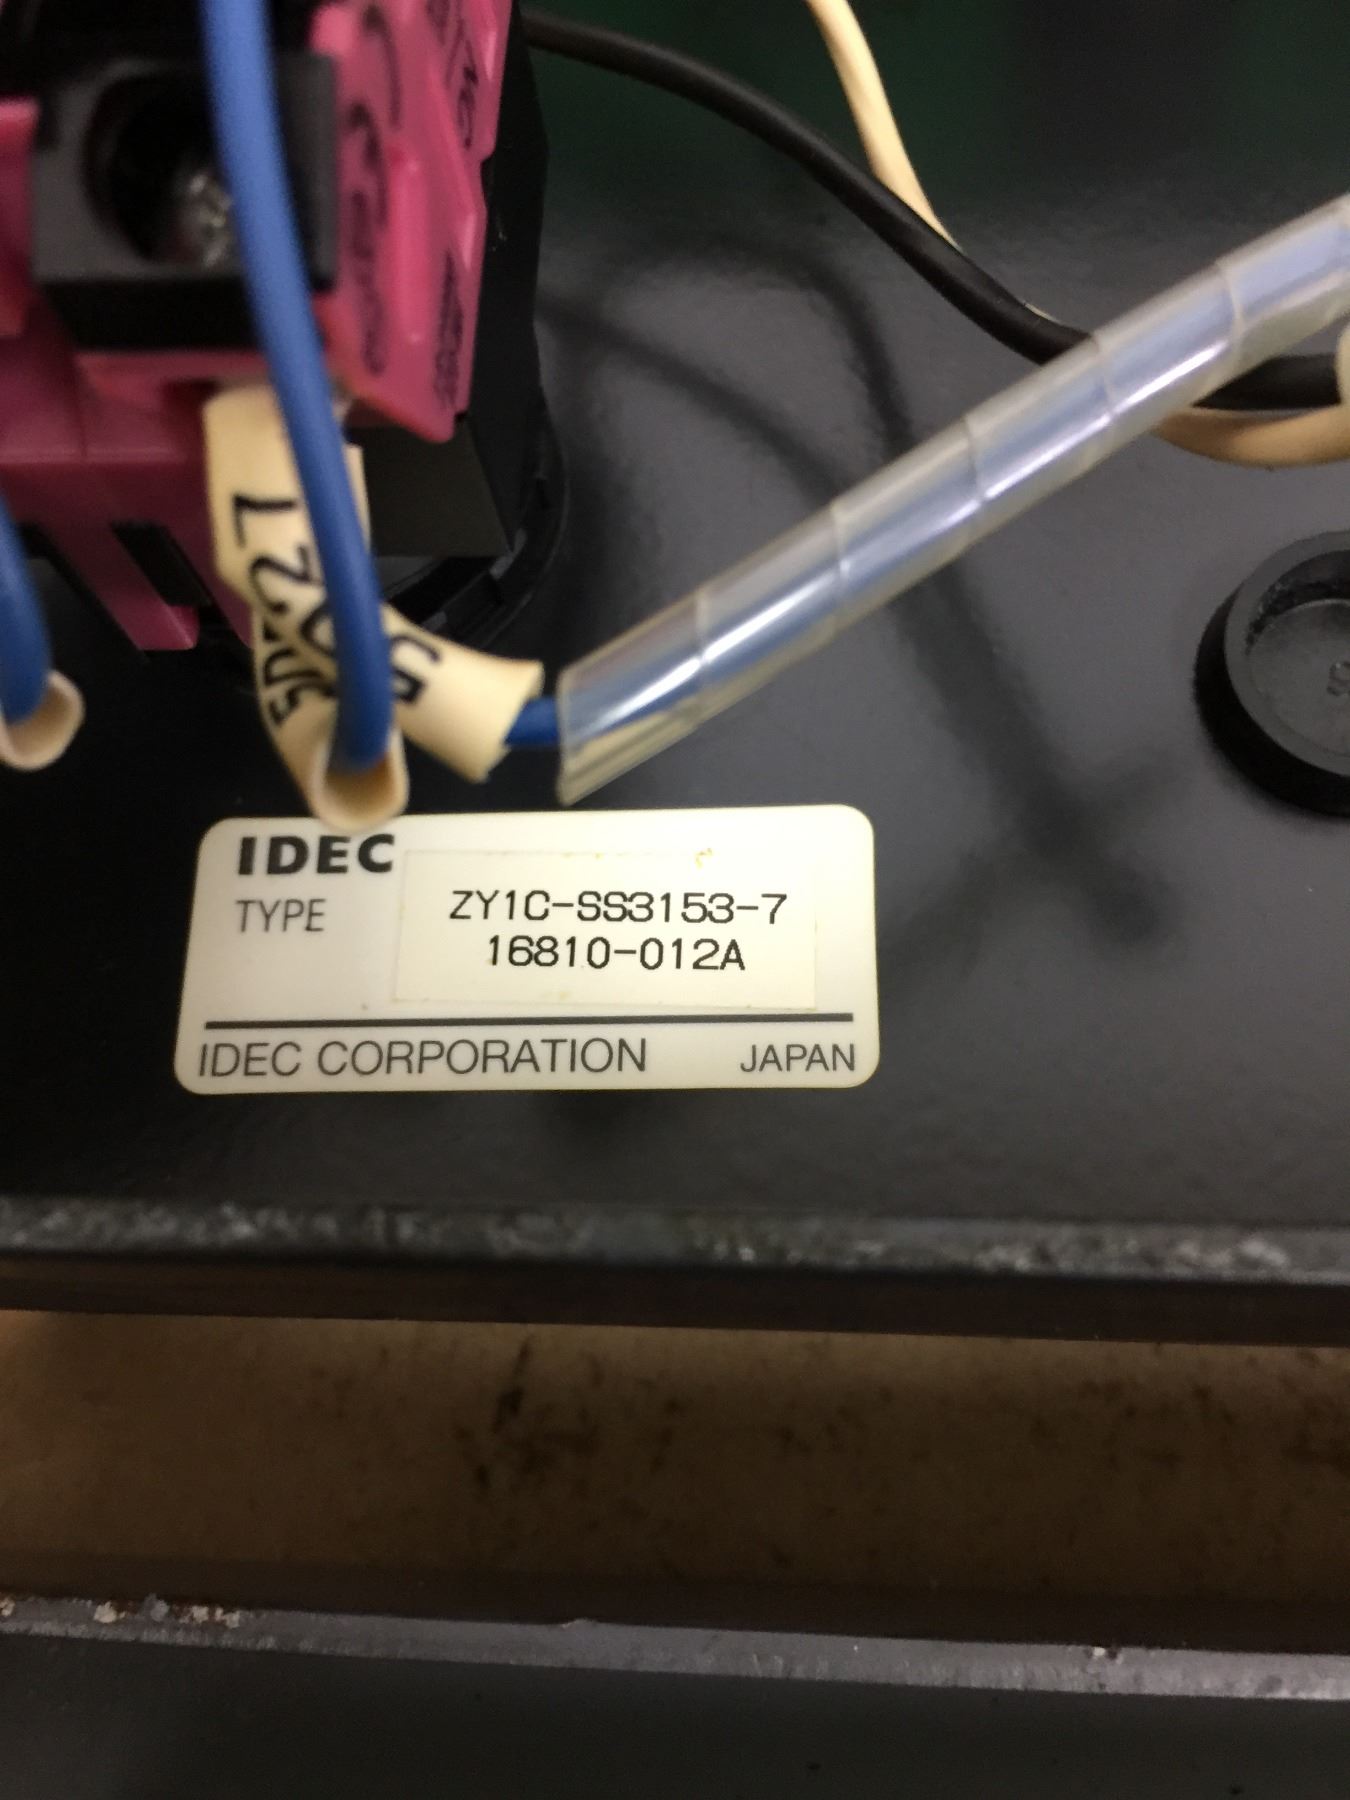 IDEC
TYPE
ZY1C-SS3153-7
16810-012A
IDEC CORPORATION JAPAN